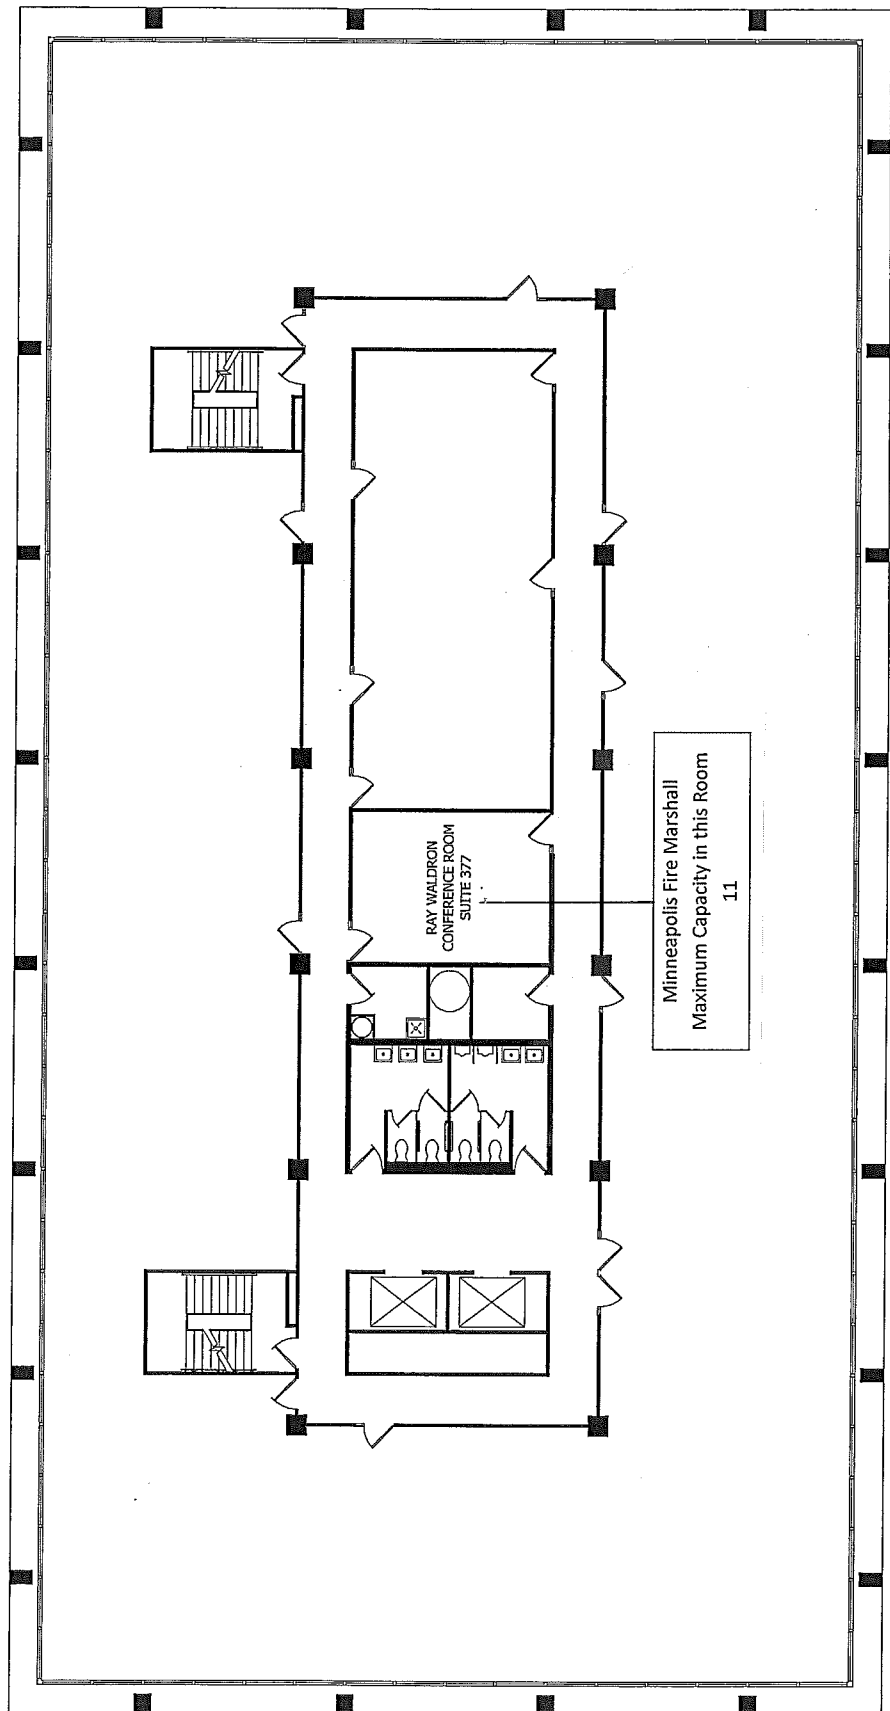 RAY WALDRON
CONFERENCE ROOM
SUITE 377
Minneapolis Fire Marshall
Maximum Capacity in this Room
11